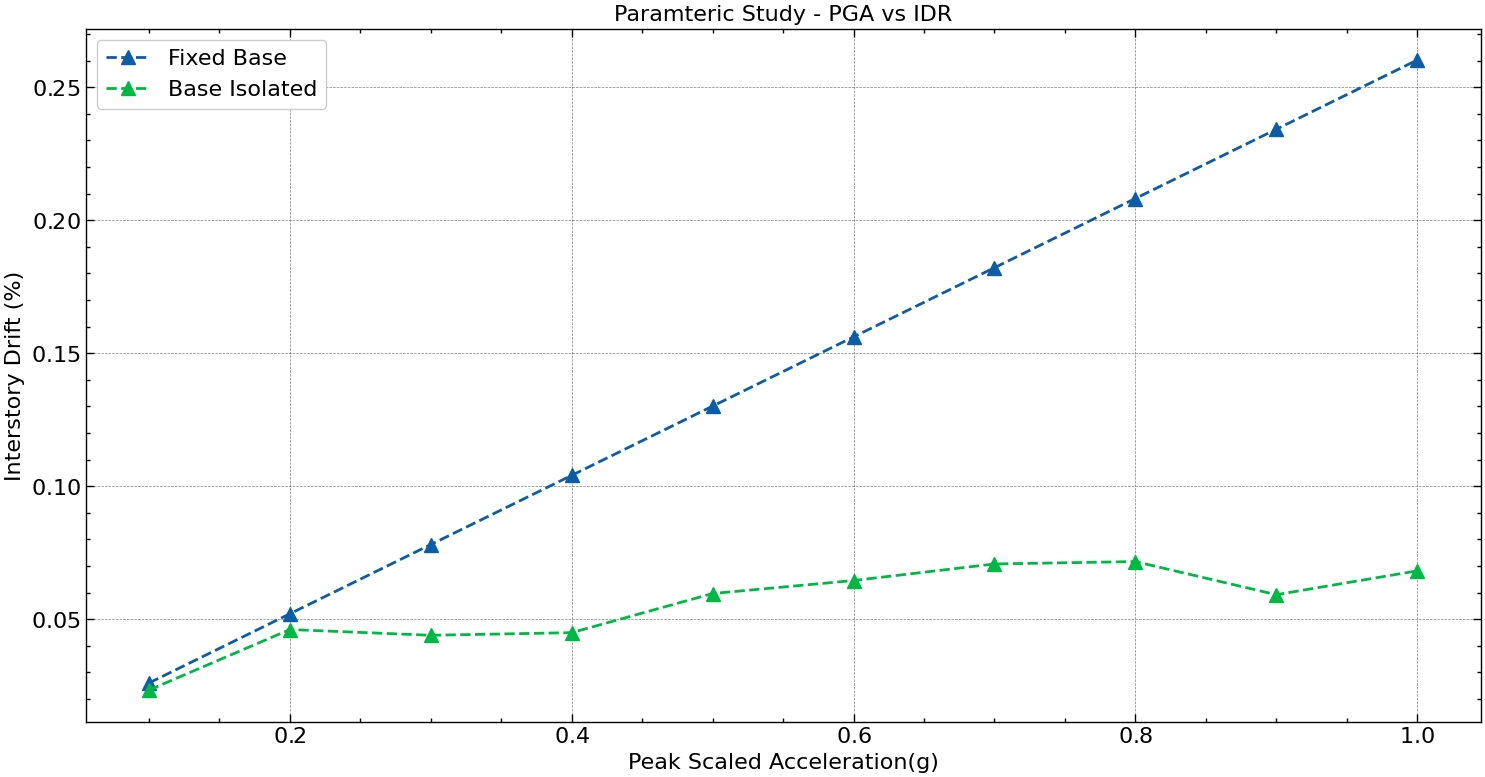 Paramteric Study - PGA vs IDR
Fixed Base
Base Isolated
Interstory Drift (%)
0.25
0.20
0.15
0.10
0.05
0.2 0.4 0.6 0.8 1.0
Peak Scaled Acceleration(g)